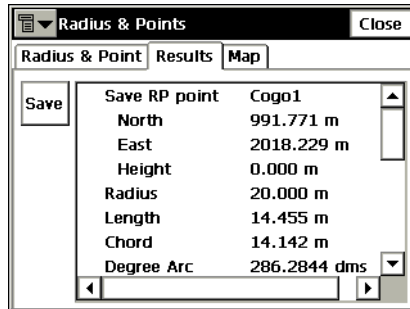 Radius & Points Close
Radius & Point Results Map
Save
Save RP point Cogo1
North 991.771 m
East 2018.229 m
Height 0.000 m
Radius 20.000 m
Length 14.455 m
Chord 14.142 m
Degree Arc 286.2844 dms